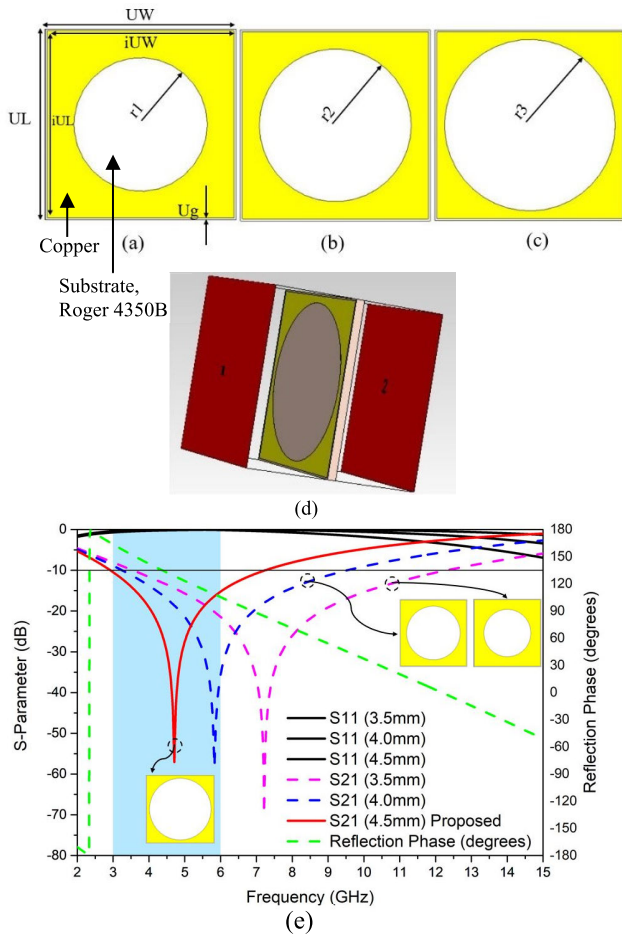 UW
iUW
UL
iUL
r1
r2
r3
Ug
Copper
(a)
(b)
(c)
Substrate,
Roger 4350B
1
2
(d)
0
-10
-20
-30
-40
-50
-60
-70
-80
S-Parameter (dB)
180
150
120
90
60
30
0
-30
-60
-90
-120
-150
-180
Reflection Phase (degrees)
S11 (3.5mm)
S11 (4.0mm)
S11 (4.5mm)
S21 (3.5mm)
S21 (4.0mm)
S21 (4.5mm) Proposed
Reflection Phase (degrees)
2 3 4 5 6 7 8 9 10 11 12 13 14 15
Frequency (GHz)
(e)